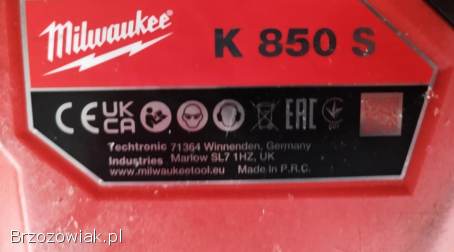 Milwaukee
K 850 S
CE UK CA EAC
Techtronic 71364 Winnenden, Germany
Industries Marlow SL7 1HZ, UK
www.milwaukeetool.eu Made in P.R.C.
Brzozowiak.pl